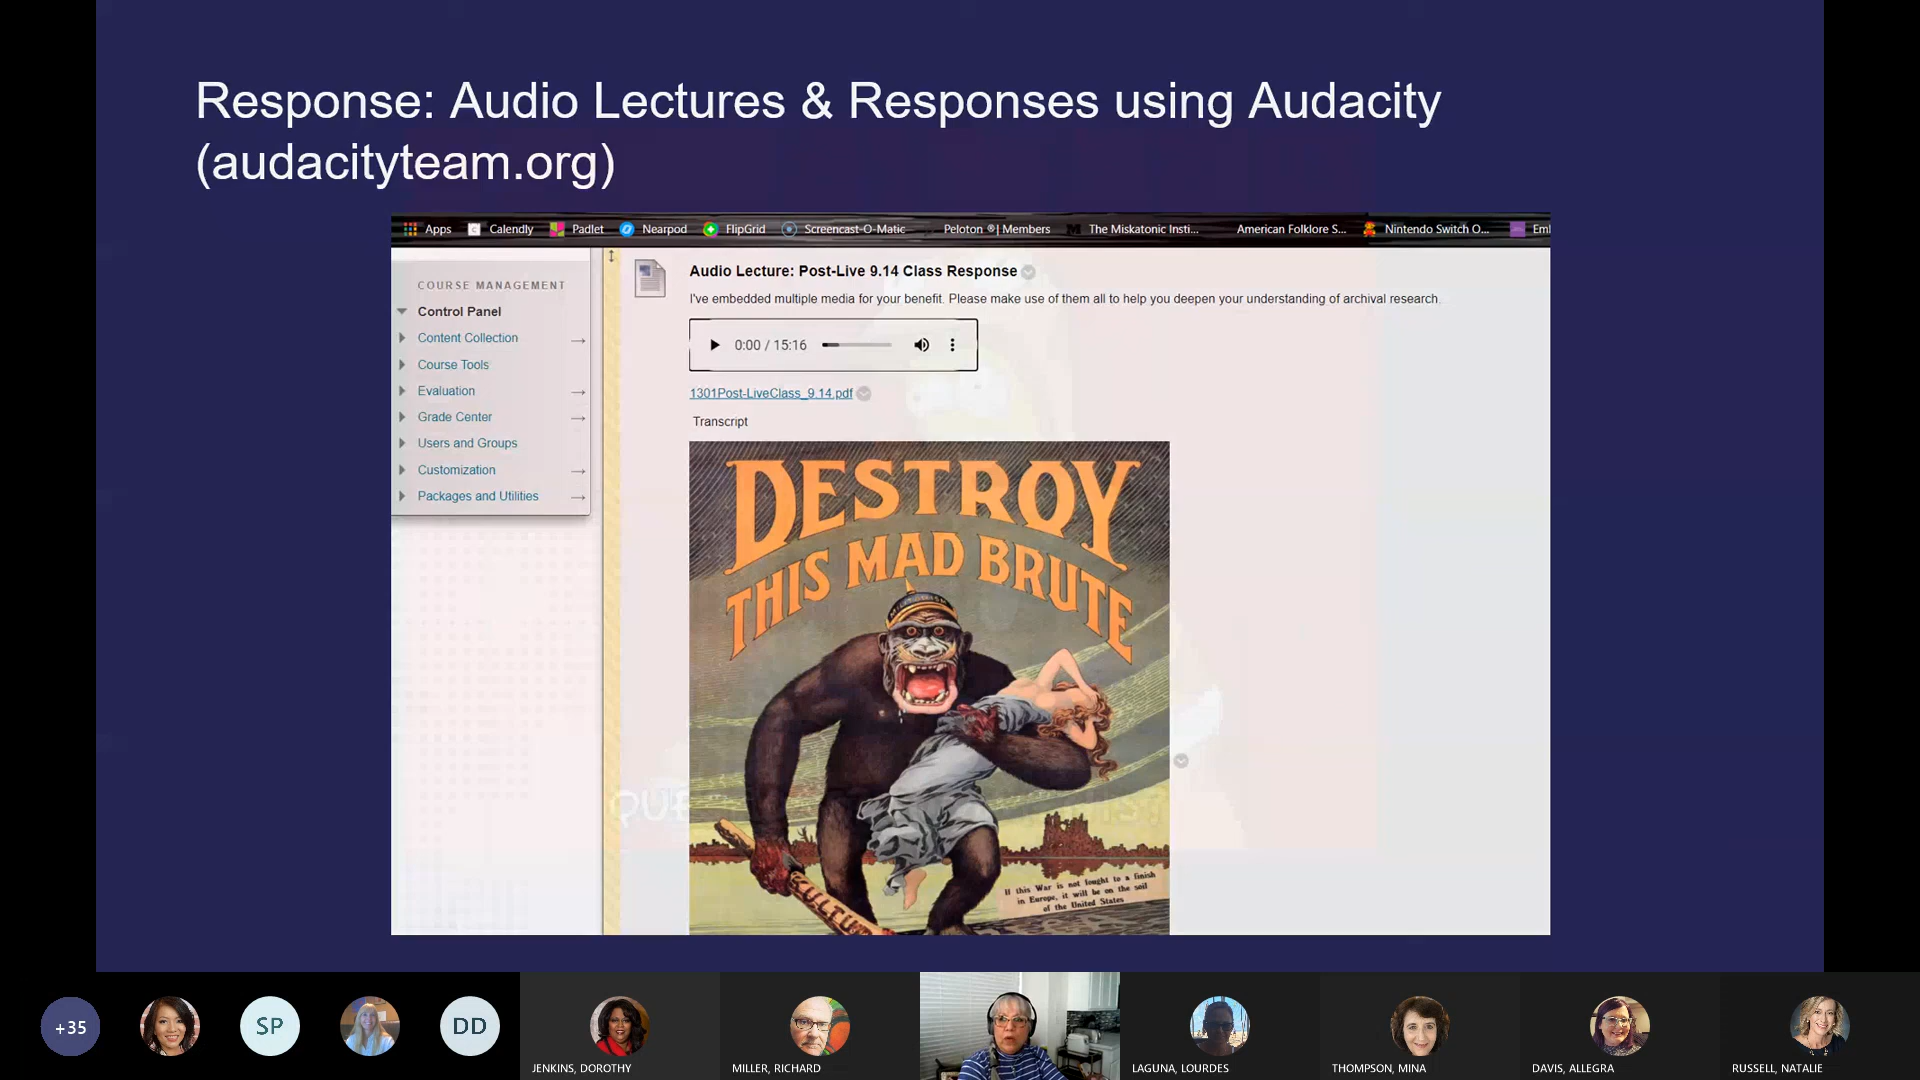 Response: Audio Lectures & Responses using Audacity
(audacityteam.org)
Apps Calendly Padlet Nearpod FlipGrid Screencast-O-Matic Peloton ® | Members The Miskatonic Insti... American Folklore S... Nintendo Switch O... Eml
COURSE MANAGEMENT
Control Panel
Content Collection
Course Tools
Evaluation
Grade Center
Users and Groups
Customization
Packages and Utilities
Audio Lecture: Post-Live 9.14 Class Response
I've embedded multiple media for your benefit. Please make use of them all to help you deepen your understanding of archival research.
0:00 / 15:16
1301Post-LiveClass_9.14.pdf
Transcript
DESTROY
THIS MAD BRUTE
MILITARISM
KULTUR
If this War is not fought to a finish
in Europe, it will be on the soil
of the United States
QUE
+35
SP
DD
JENKINS, DOROTHY
MILLER, RICHARD
LAGUNA, LOURDES
THOMPSON, MINA
DAVIS, ALLEGRA
RUSSELL, NATALIE